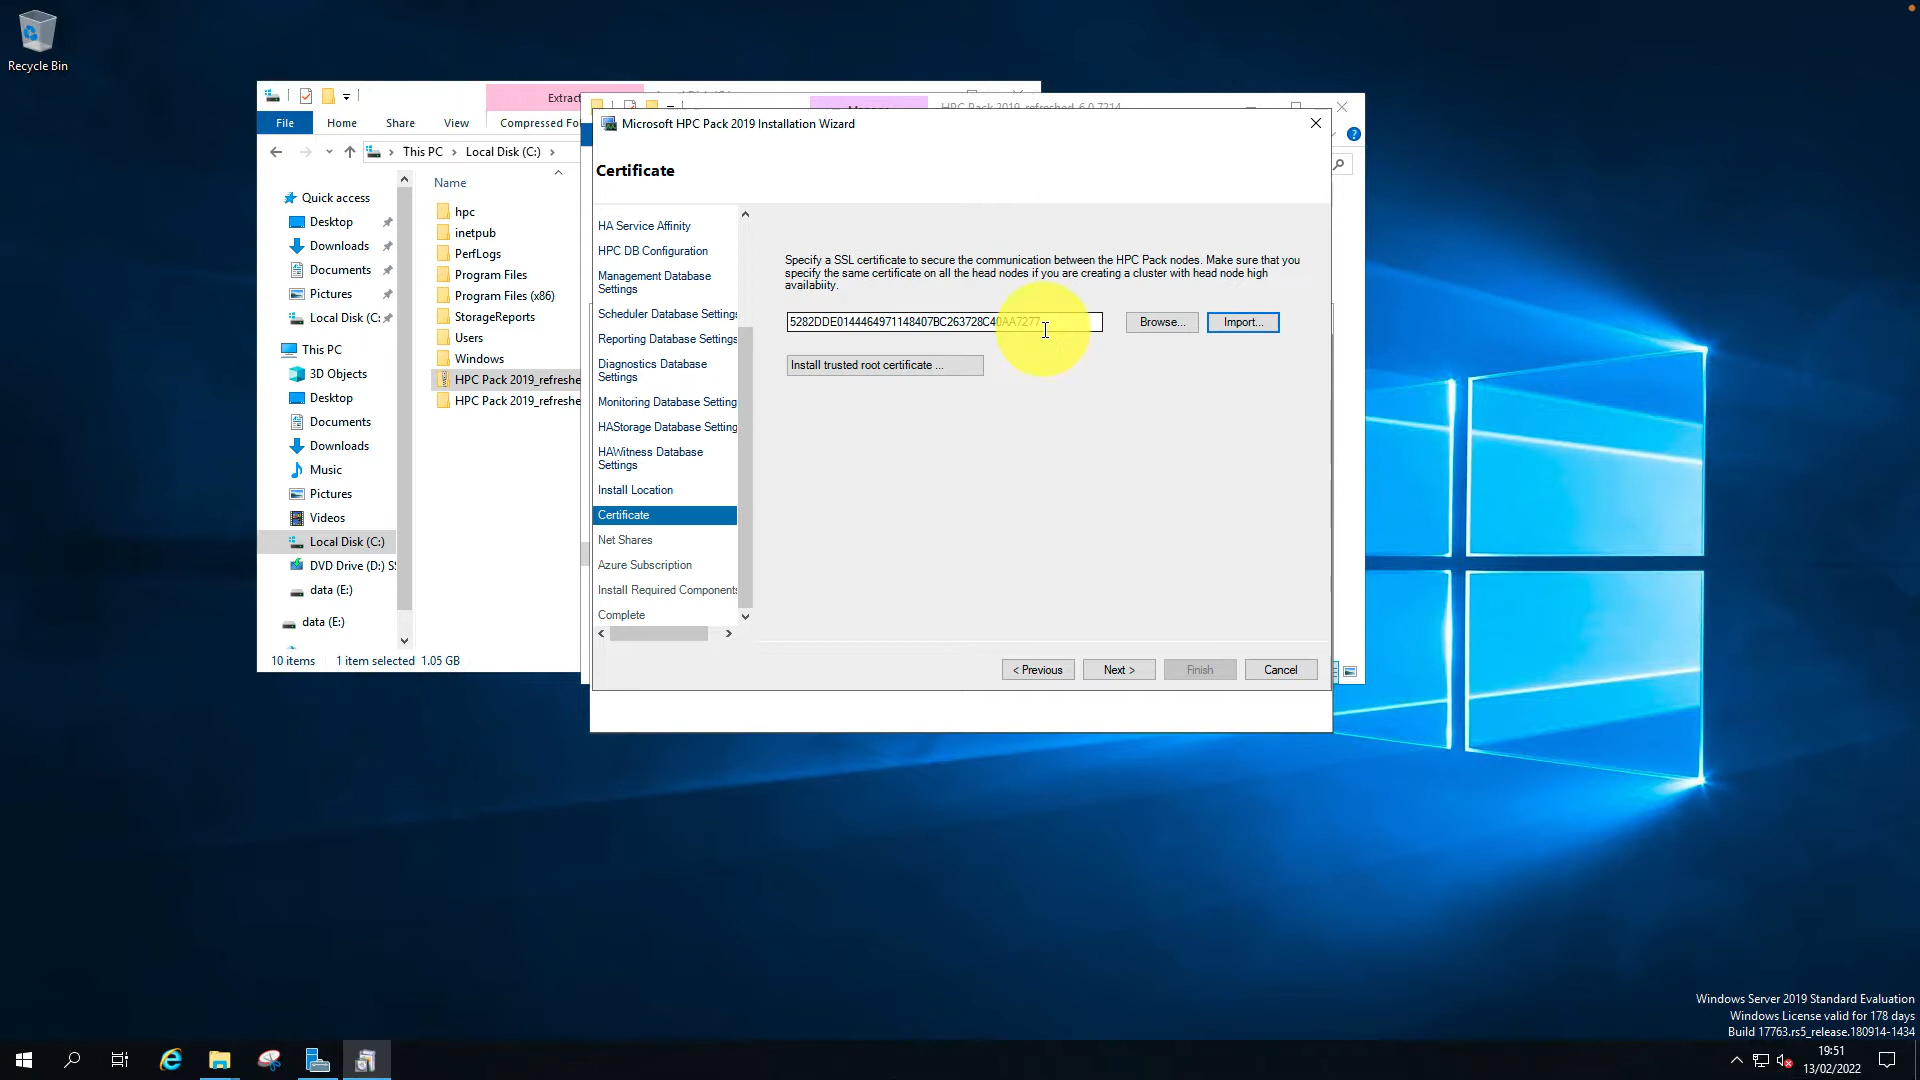 Recycle Bin
Extract
File
Home
Share
View
Compressed Fo
This PC
Local Disk (C:)
Quick access
Desktop
Downloads
Documents
Pictures
Local Disk (C:
This PC
3D Objects
Desktop
Documents
Downloads
Music
Pictures
Videos
Local Disk (C:)
DVD Drive (D:) S
data (E:)
data (E:)
Name
hpc
inetpub
PerfLogs
Program Files
Program Files (x86)
StorageReports
Users
Windows
HPC Pack 2019_refreshe
HPC Pack 2019_refreshe
10 items
1 item selected 1.05 GB
HPC Pack 2019_refreshed_6.0.7214
Microsoft HPC Pack 2019 Installation Wizard
Certificate
HA Service Affinity
HPC DB Configuration
Management Database
Settings
Scheduler Database Settings
Reporting Database Settings
Diagnostics Database
Settings
Monitoring Database Setting
HAStorage Database Setting
HAWitness Database
Settings
Install Location
Certificate
Net Shares
Azure Subscription
Install Required Components
Complete
Specify a SSL certificate to secure the communication between the HPC Pack nodes. Make sure that you
specify the same certificate on all the head nodes if you are creating a cluster with head node high
availabiity.
5282DDE0144464971148407BC263728C40AA7277
Browse...
Import...
Install trusted root certificate ...
< Previous
Next >
Finish
Cancel
Windows Server 2019 Standard Evaluation
Windows License valid for 178 days
Build 17763.rs5_release.180914-1434
19:51
13/02/2022